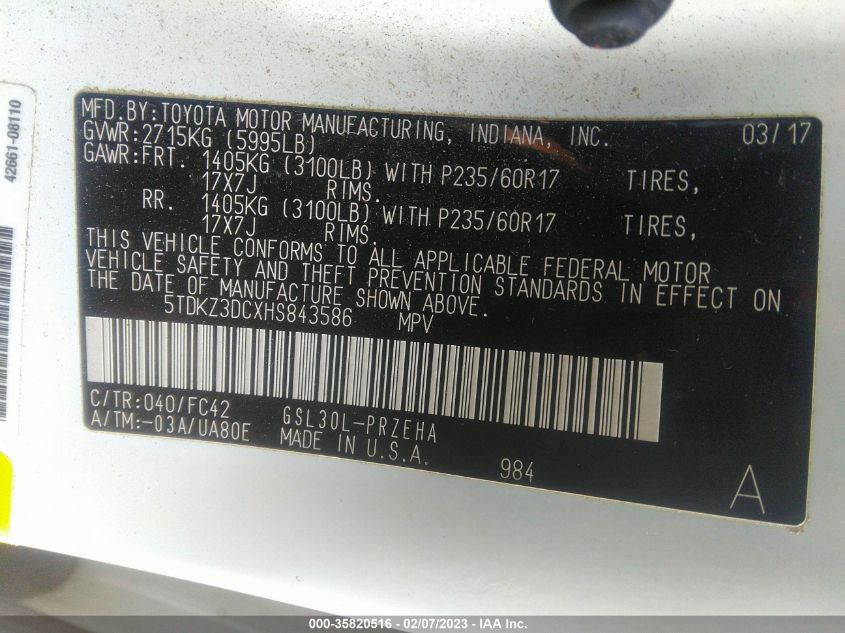 42661-08110
MFD.BY:TOYOTA MOTOR MANUFACTURING, INDIANA, INC. 03/17
GVWR:2715KG (5995LB)
GAWR:FRT. 1405KG (3100LB) WITH P235/60R17 TIRES,
17X7J RIMS.
RR. 1405KG (3100LB) WITH P235/60R17 TIRES,
17X7J RIMS.
THIS VEHICLE CONFORMS TO ALL APPLICABLE FEDERAL MOTOR
VEHICLE SAFETY AND THEFT PREVENTION STANDARDS IN EFFECT ON
THE DATE OF MANUFACTURE SHOWN ABOVE.
5TDKZ3DCXHS843586 MPV
C/TR:040/FC42 GSL30L-PRZEHA
A/TM:-03A/UA80E MADE IN U.S.A. 984 A
000-35820516 - 02/07/2023 - IAA Inc.